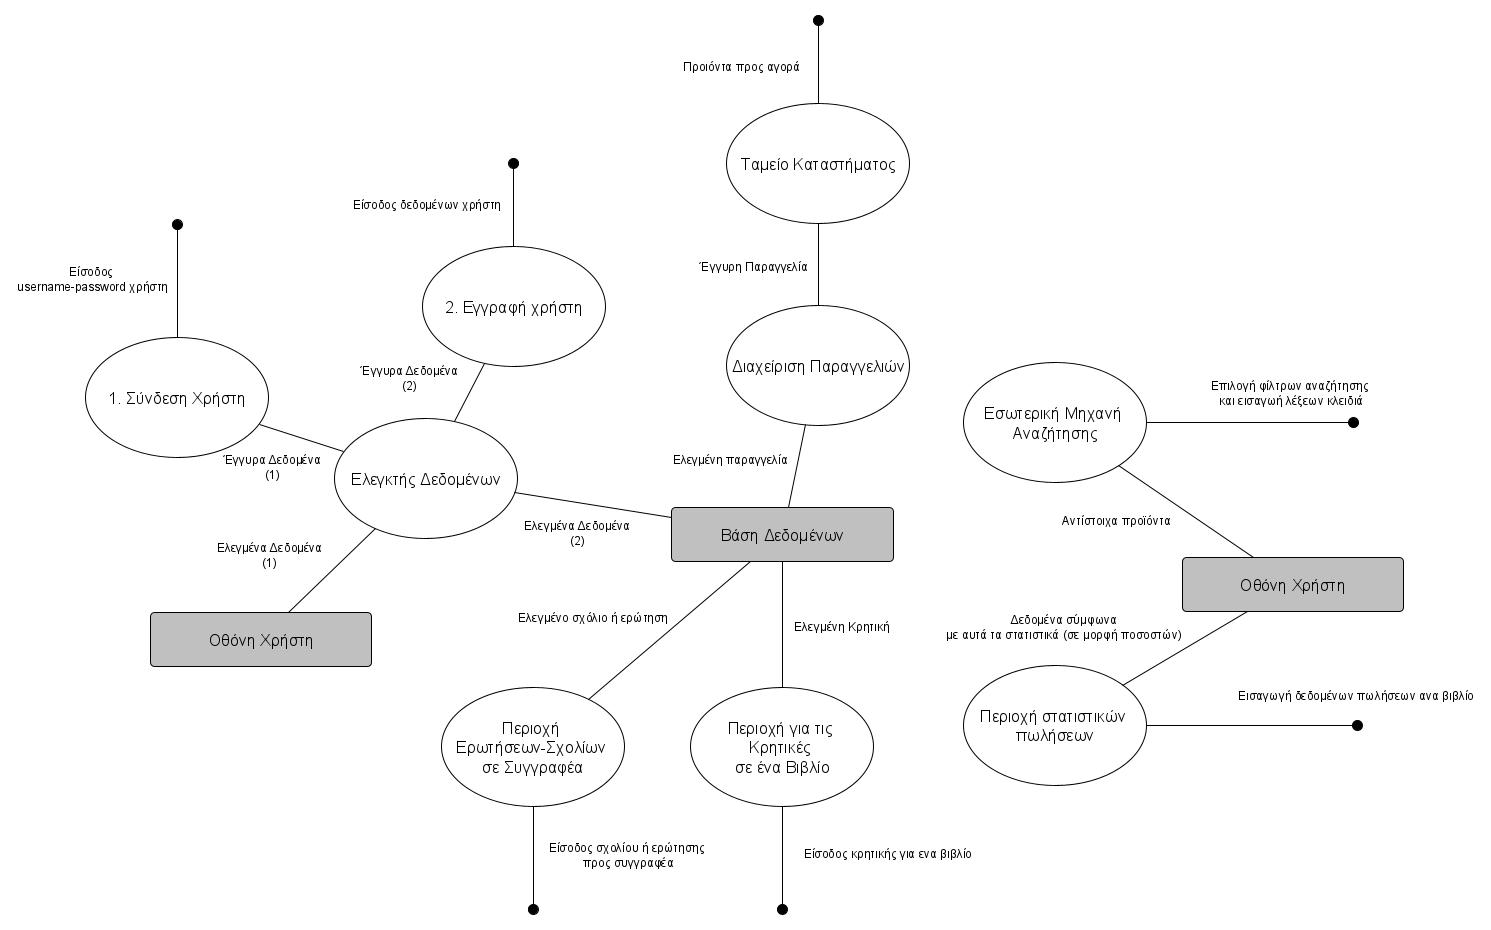 Προιόντα προς αγορά
Ταμείο Καταστήματος
Είσοδος δεδομένων χρήστη
Είσοδος
username-password χρήστη
Έγγυρη Παραγγελία
2. Εγγραφή χρήστη
Διαχείριση Παραγγελιών
Έγγυρα Δεδομένα
(2)
1. Σύνδεση Χρήστη
Επιλογή φίλτρων αναζήτησης
και εισαγωγή λέξεων κλειδιά
Εσωτερική Μηχανή
Αναζήτησης
Έγγυρα Δεδομένα
(1)
Ελεγκτής Δεδομένων
Ελεγμένη παραγγελία
Ελεγμένα Δεδομένα
(2)
Βάση Δεδομένων
Αντίστοιχα προϊόντα
Ελεγμένα Δεδομένα
(1)
Οθόνη Χρήστη
Οθόνη Χρήστη
Ελεγμένο σχόλιο ή ερώτηση
Ελεγμένη Κρητική
Δεδομένα σύμφωνα
με αυτά τα στατιστικά (σε μορφή ποσοστών)
Εισαγωγή δεδομένων πωλήσεων ανα βιβλίο
Περιοχή στατιστικών
πωλήσεων
Περιοχή
Ερωτήσεων-Σχολίων
σε Συγγραφέα
Περιοχή για τις
Κρητικές
σε ένα Βιβλίο
Είσοδος σχολίου ή ερώτησης
προς συγγραφέα
Είσοδος κρητικής για ενα βιβλίο